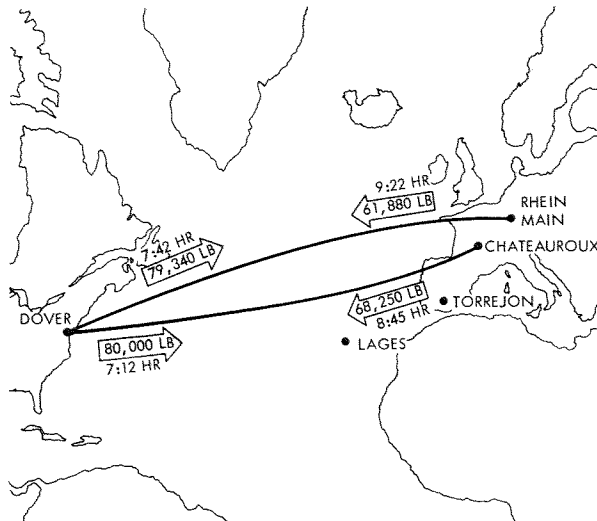 9:22 HR
61,880 LB
RHEIN
MAIN
7:42 HR
79,340 LB
CHATEAUROUX
68,250 LB
8:45 HR
TORREJON
DOVER
80,000 LB
7:12 HR
LAGES